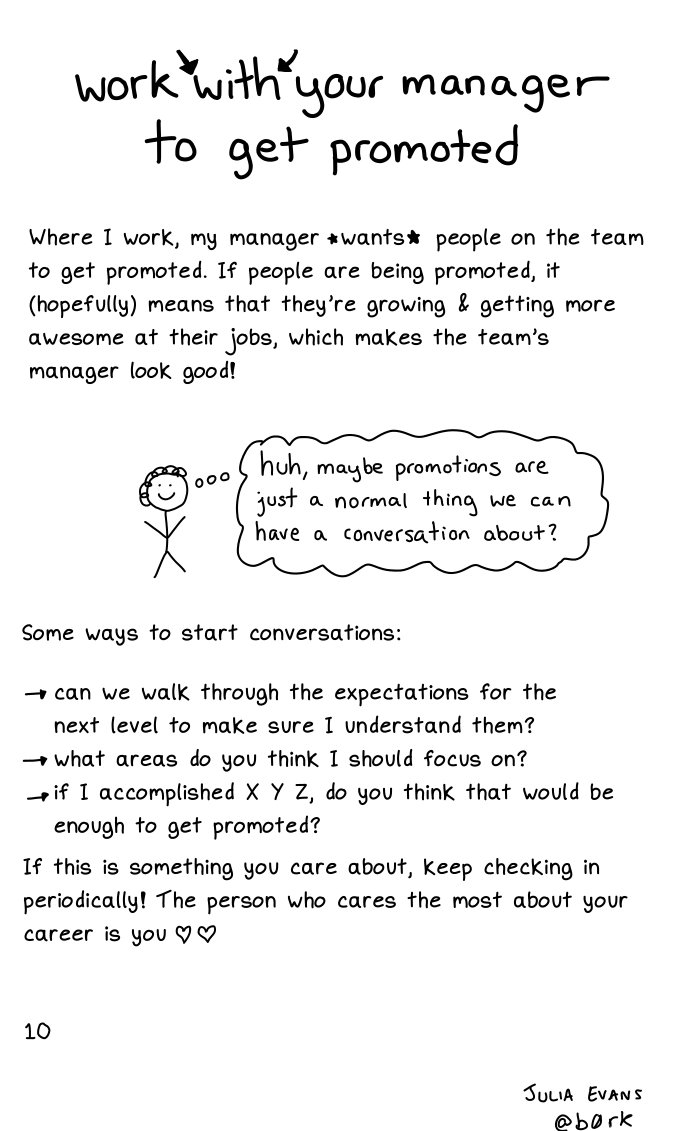 work with your manager
to get promoted
Where I work, my manager ★wants★ people on the team
to get promoted. If people are being promoted, it
(hopefully) means that they're growing & getting more
awesome at their jobs, which makes the team's
manager look good!
huh, maybe promotions are
just a normal thing we can
have a conversation about?
Some ways to start conversations:
→ can we walk through the expectations for the
next level to make sure I understand them?
→ what areas do you think I should focus on?
→ if I accomplished X Y Z, do you think that would be
enough to get promoted?
If this is something you care about, keep checking in
periodically! The person who cares the most about your
career is you ♡♡
10
JULIA EVANS
@b0rk